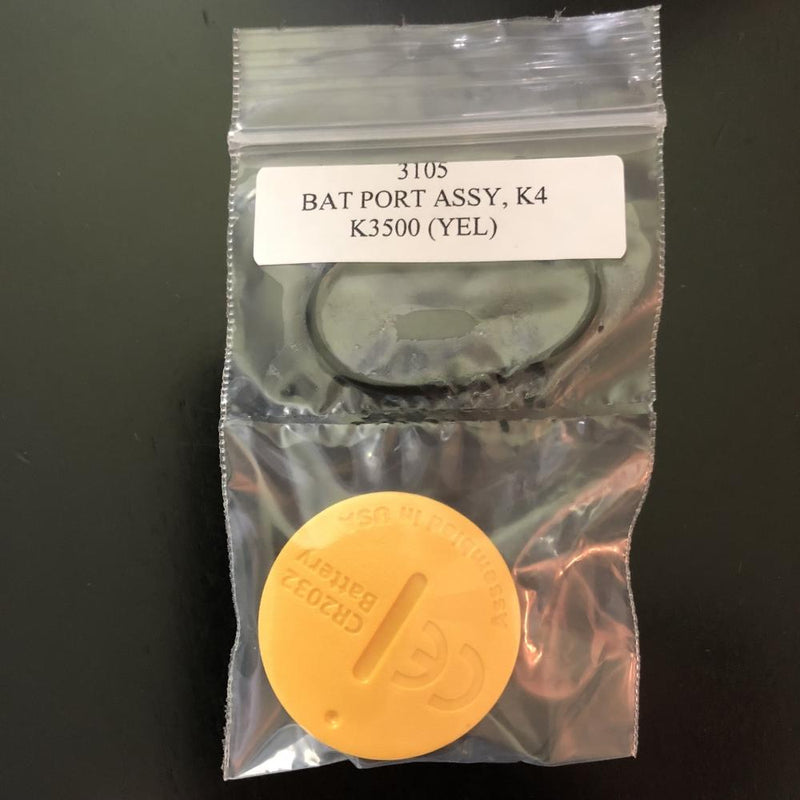 3105
BAT PORT ASSY, K4
K3500 (YEL)
Assembled in USA
CR2032
Battery
CE